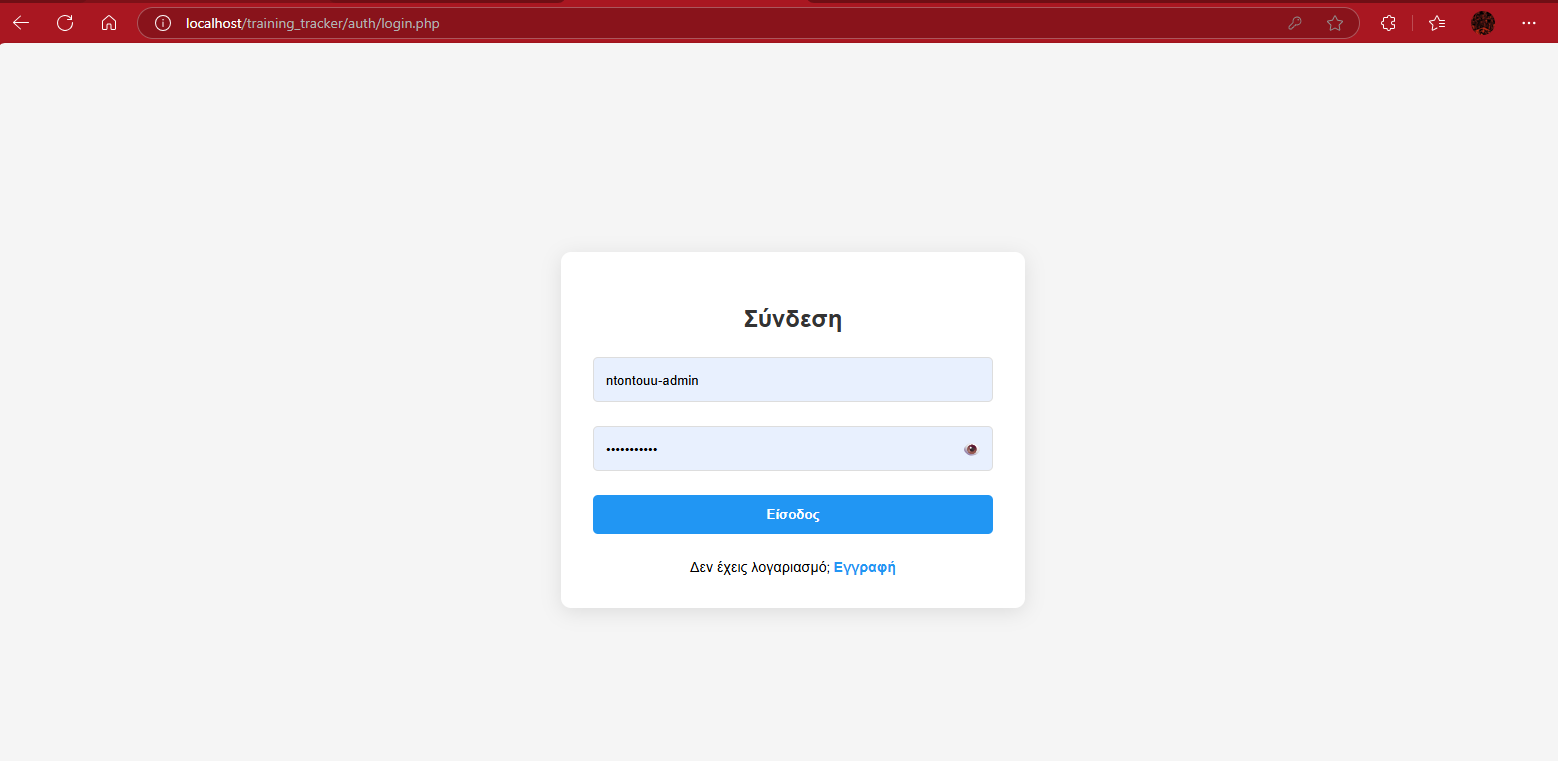 localhost/training_tracker/auth/login.php
Σύνδεση
ntontouu-admin
•••••••••••
Είσοδος
Δεν έχεις λογαριασμό; Εγγραφή